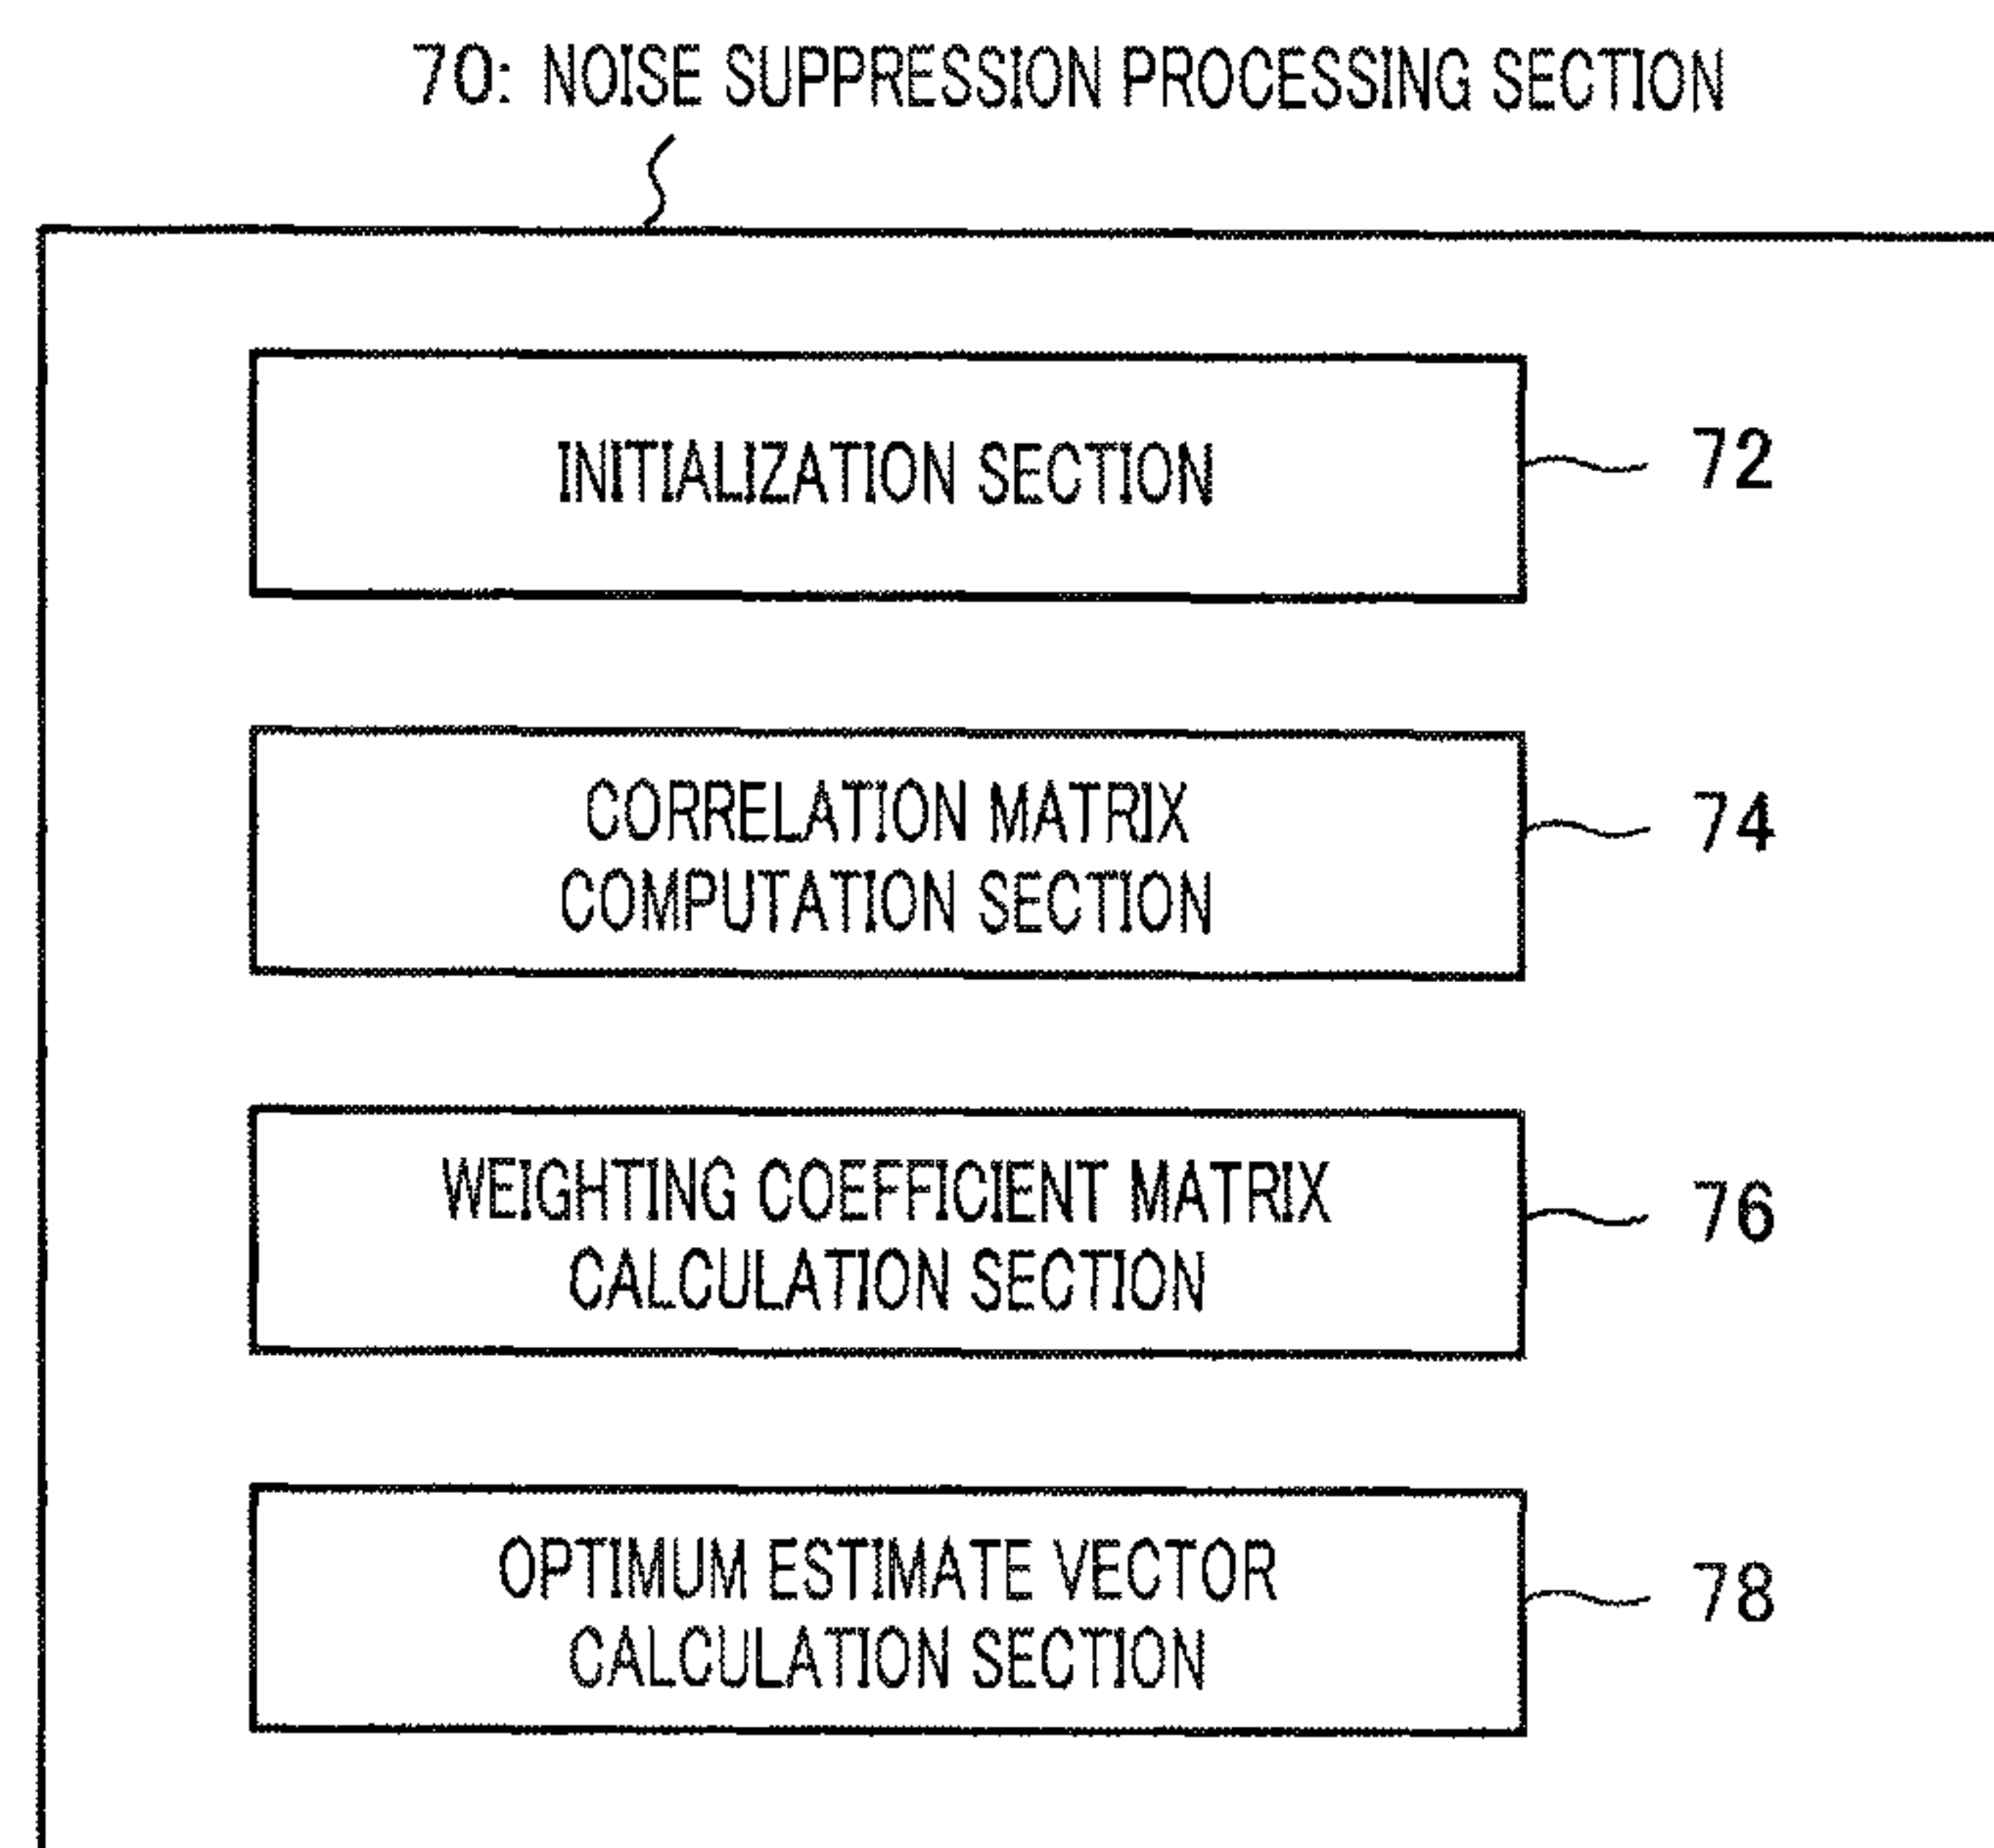 70: NOISE SUPPRESSION PROCESSING SECTION
INITIALIZATION SECTION
72
CORRELATION MATRIX
COMPUTATION SECTION
74
WEIGHTING COEFFICIENT MATRIX
CALCULATION SECTION
76
OPTIMUM ESTIMATE VECTOR
CALCULATION SECTION
78